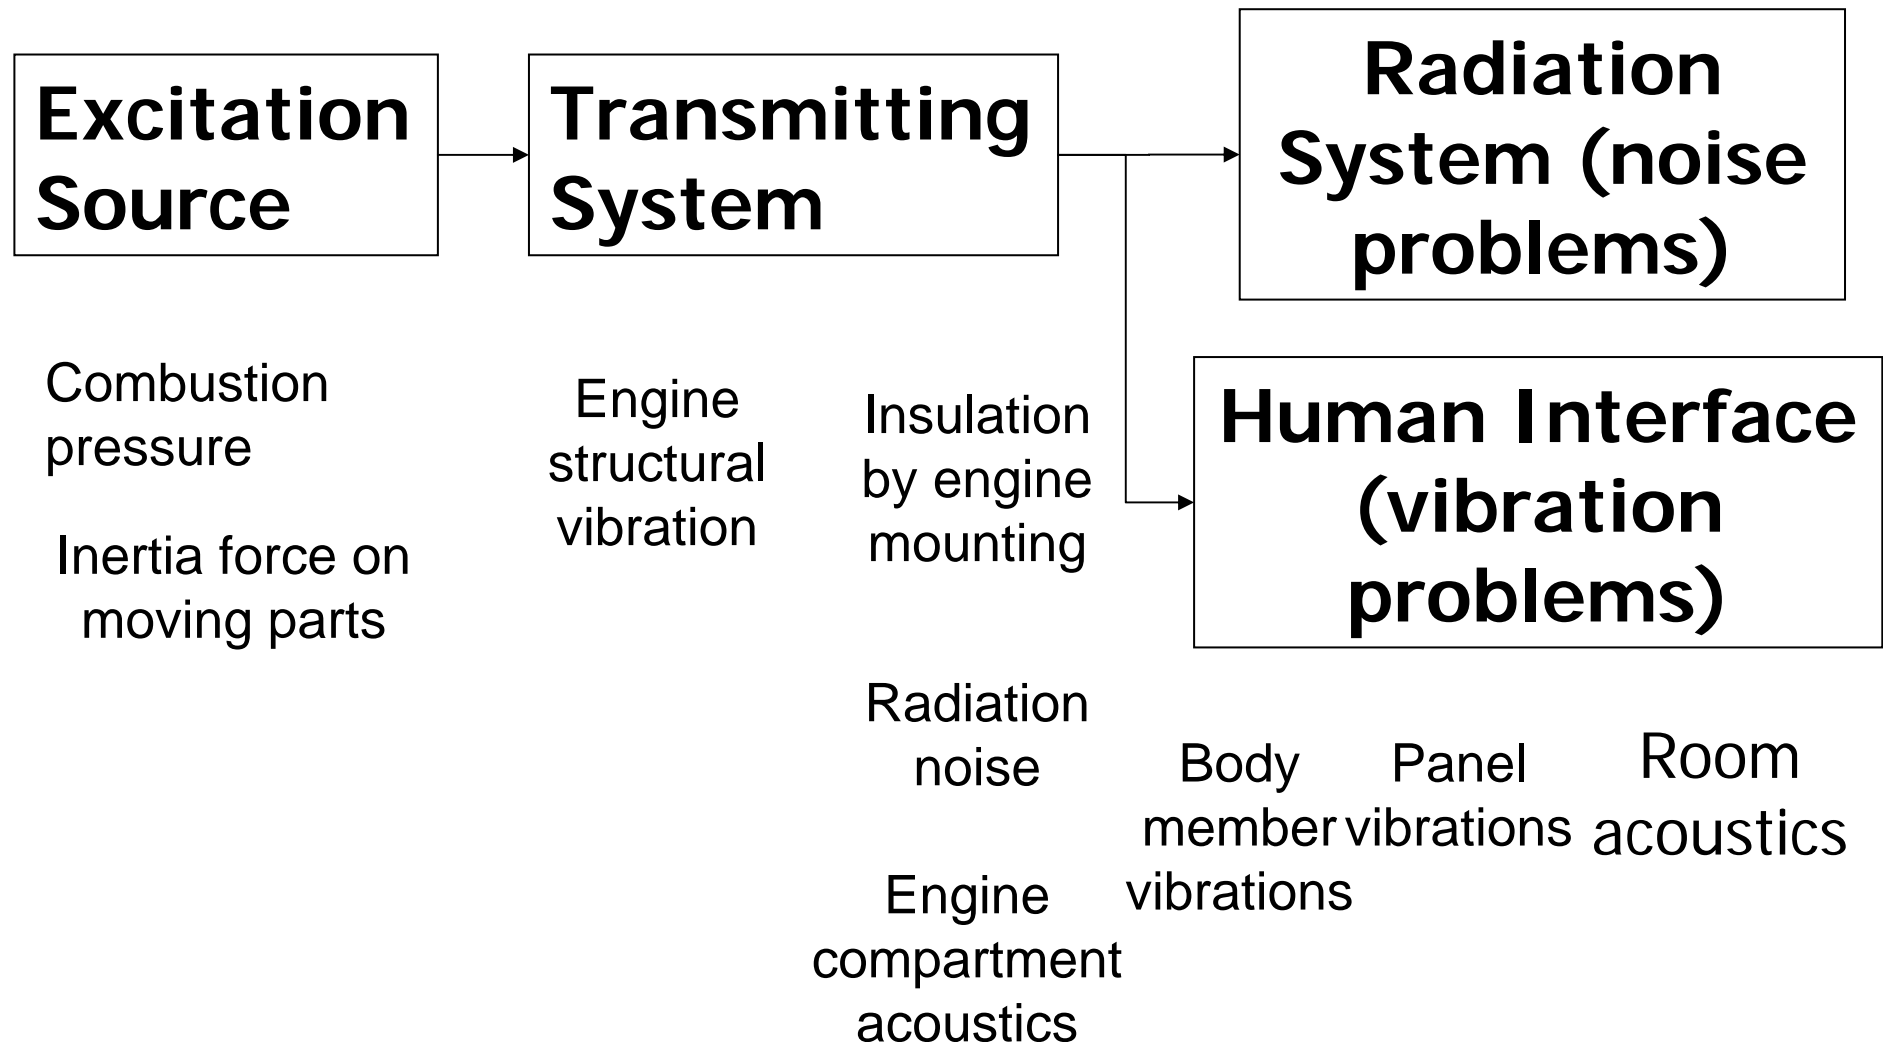 Excitation
Source
Transmitting
System
Radiation
System (noise
problems)
Human Interface
(vibration
problems)
Combustion
pressure
Inertia force on
moving parts
Engine
structural
vibration
Insulation
by engine
mounting
Radiation
noise
Engine
compartment
acoustics
Body
member
vibrations
Panel
vibrations
Room
acoustics